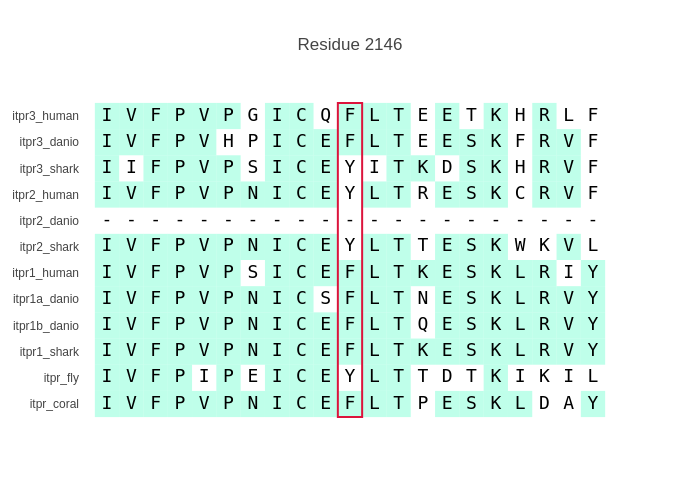 Residue 2146
itpr3_human I V F P V P G I C Q F L T E E T K H R L F
itpr3_danio I V F P V H P I C E F L T E E S K F R V F
itpr3_shark I I F P V P S I C E Y I T K D S K H R V F
itpr2_human I V F P V P N I C E Y L T R E S K C R V F
itpr2_danio - - - - - - - - - - - - - - - - - - - - -
itpr2_shark I V F P V P N I C E Y L T T E S K W K V L
itpr1_human I V F P V P S I C E F L T K E S K L R I Y
itpr1a_danio I V F P V P N I C S F L T N E S K L R V Y
itpr1b_danio I V F P V P N I C E F L T Q E S K L R V Y
itpr1_shark I V F P V P N I C E F L T K E S K L R V Y
itpr_fly I V F P I P E I C E Y L T T D T K I K I L
itpr_coral I V F P V P N I C E F L T P E S K L D A Y